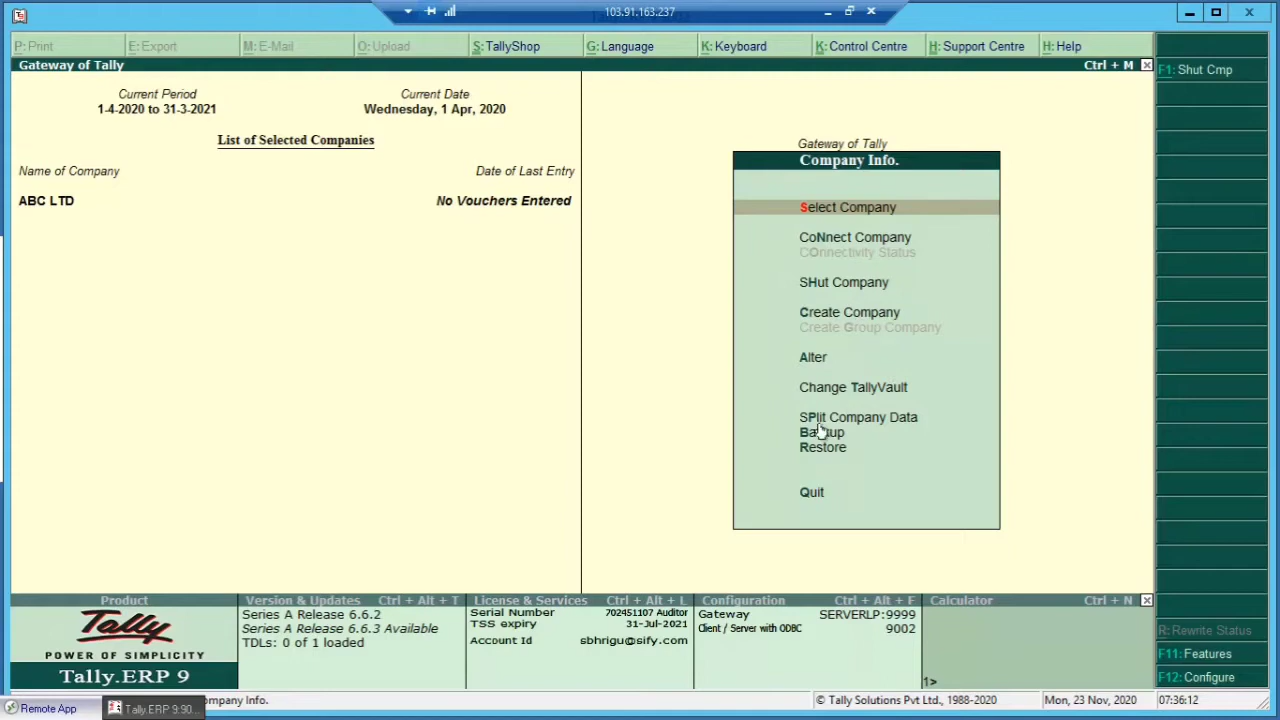 103.91.163.237
P: Print
E: Export
M: E-Mail
O: Upload
S: TallyShop
G: Language
K: Keyboard
K: Control Centre
H: Support Centre
H: Help
Gateway of Tally
Ctrl + M
F1: Shut Cmp
Current Period
1-4-2020 to 31-3-2021
Current Date
Wednesday, 1 Apr, 2020
List of Selected Companies
Name of Company
Date of Last Entry
ABC LTD
No Vouchers Entered
Gateway of Tally
Company Info.
Select Company
CoNnect Company
COnnectivity Status
SHut Company
Create Company
Create Group Company
Alter
Change TallyVault
SPlit Company Data
Backup
Restore
Quit
Product
Tally
POWER OF SIMPLICITY
Tally.ERP 9
Version & Updates Ctrl + Alt + T
Series A Release 6.6.2
Series A Release 6.6.3 Available
TDLs: 0 of 1 loaded
License & Services Ctrl + Alt + L
Serial Number 702451107 Auditor
TSS expiry 31-Jul-2021
Account Id sbhrigu@sify.com
Configuration Ctrl + Alt + F
Gateway SERVERLP:9999
Client / Server with ODBC 9002
Calculator Ctrl + N
1>
R: Rewrite Status
F11: Features
F12: Configure
Remote App
Tally.ERP 9:90...
ompany Info.
© Tally Solutions Pvt Ltd., 1988-2020
Mon, 23 Nov, 2020
07:36:12